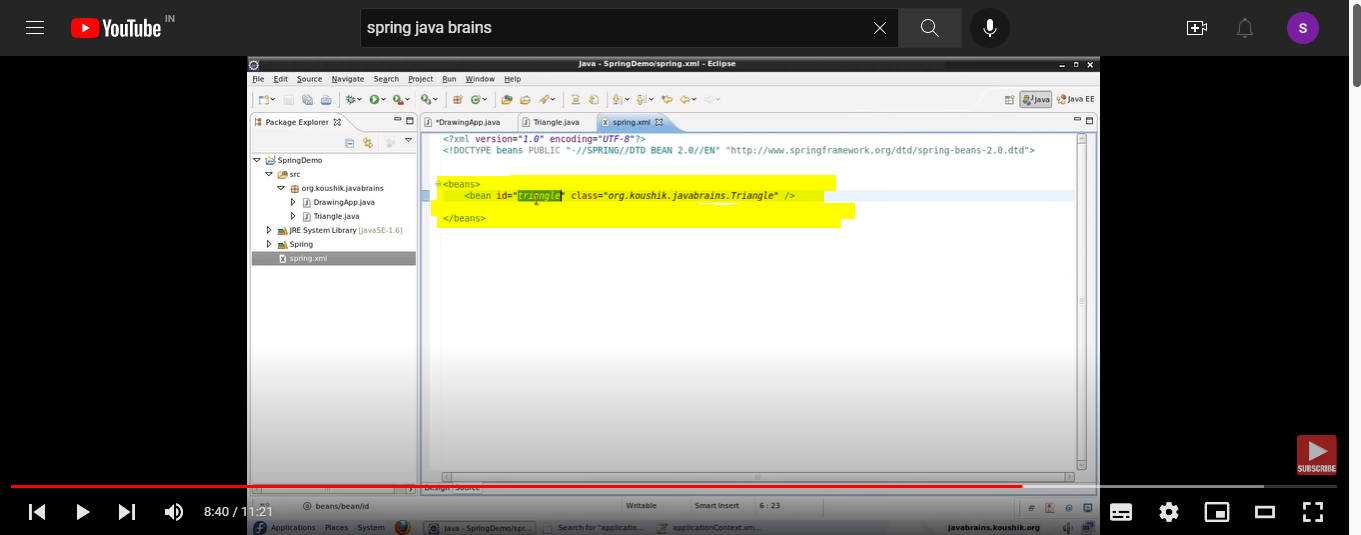 YouTube IN
spring java brains
S
Java - SpringDemo/spring.xml - Eclipse
File Edit Source Navigate Search Project Run Window Help
Java Java EE
Package Explorer
*DrawingApp.java Triangle.java spring.xml
SpringDemo
src
org.koushik.javabrains
DrawingApp.java
Triangle.java
JRE System Library [JavaSE-1.6]
Spring
spring.xml
<?xml version="1.0" encoding="UTF-8"?>
<!DOCTYPE beans PUBLIC "-//SPRING//DTD BEAN 2.0//EN" "http://www.springframework.org/dtd/spring-beans-2.0.dtd">
<beans>
<bean id="triangle" class="org.koushik.javabrains.Triangle" />
</beans>
SUBSCRIBE
Design Source
beans/bean/id Writable Smart Insert 6 : 23
8:40 / 11:21
Applications Places System Java - SpringDemo/spr... Search for "applicatio... applicationContext.xm... javabrains.koushik.org